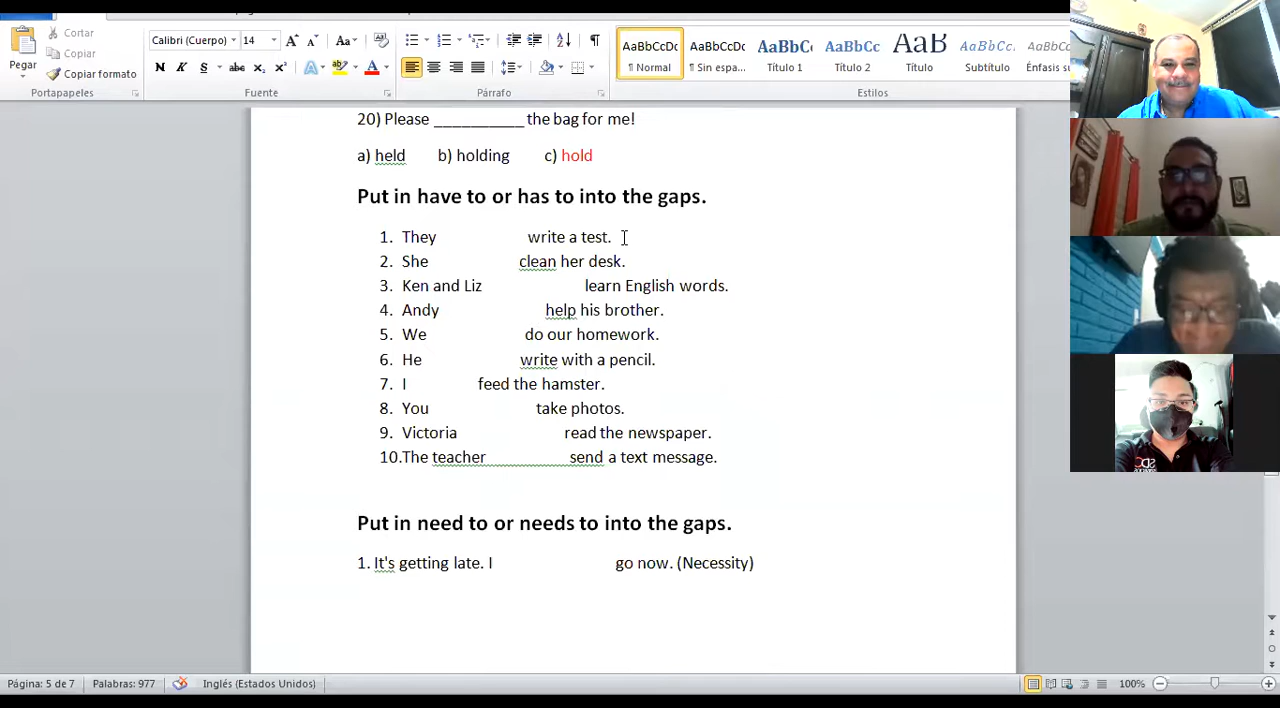 Cortar
Calibri (Cuerpo) 14
Copiar
Pegar
Copiar formato
Portapapeles
N K S abc x₂ x² A ab A
Fuente
Párrafo
AaBbCcDc AaBbCcDc AaBbC AaBbCc AaB AaBbCc. AaBbCcD
¶ Normal ¶ Sin espa... Título 1 Título 2 Título Subtítulo Énfasis su
Estilos
20) Please __________ the bag for me!
a) held b) holding c) hold
Put in have to or has to into the gaps.
1. They write a test.
2. She clean her desk.
3. Ken and Liz learn English words.
4. Andy help his brother.
5. We do our homework.
6. He write with a pencil.
7. I feed the hamster.
8. You take photos.
9. Victoria read the newspaper.
10.The teacher send a text message.
Put in need to or needs to into the gaps.
1. It's getting late. I go now. (Necessity)
Página: 5 de 7 Palabras: 977 Inglés (Estados Unidos) 100%
SDC